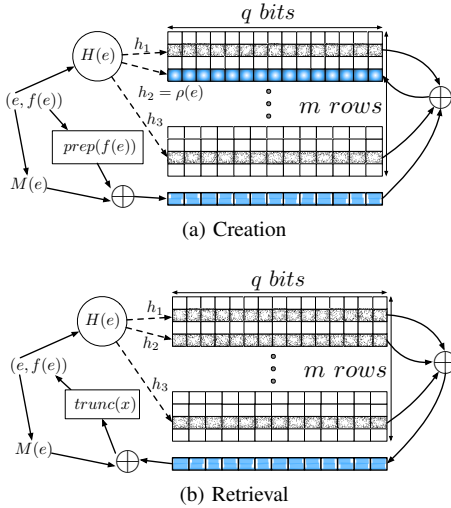 q bits
H(e)
h₁
h₂ = ρ(e)
h₃
m rows
(e, f(e))
prep(f(e))
M(e)
(a) Creation
q bits
H(e)
h₁
h₂
h₃
m rows
(e, f(e))
trunc(x)
M(e)
(b) Retrieval